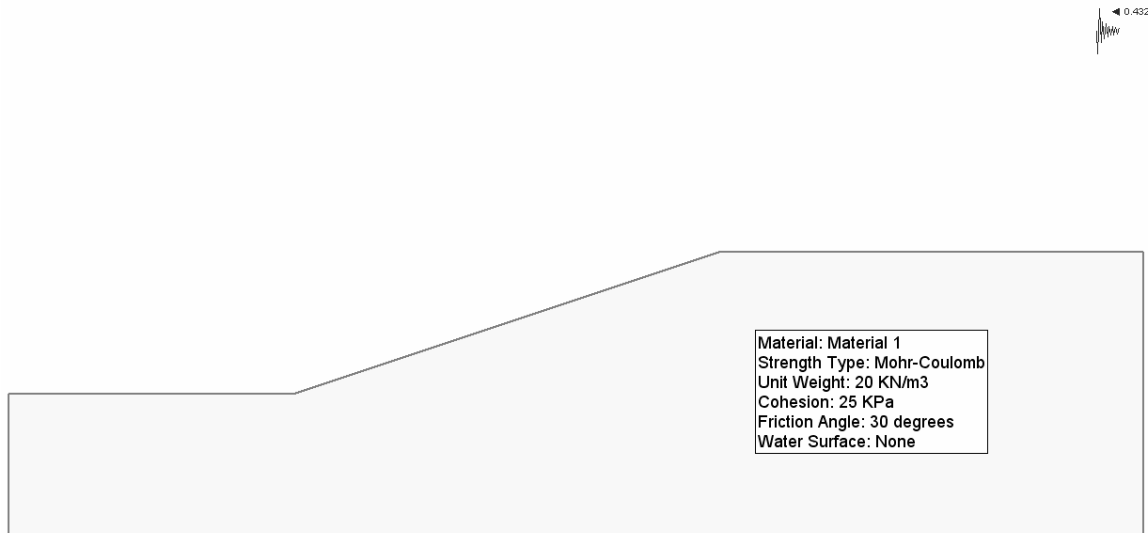 ◄ 0.432
Material: Material 1
Strength Type: Mohr-Coulomb
Unit Weight: 20 KN/m3
Cohesion: 25 KPa
Friction Angle: 30 degrees
Water Surface: None